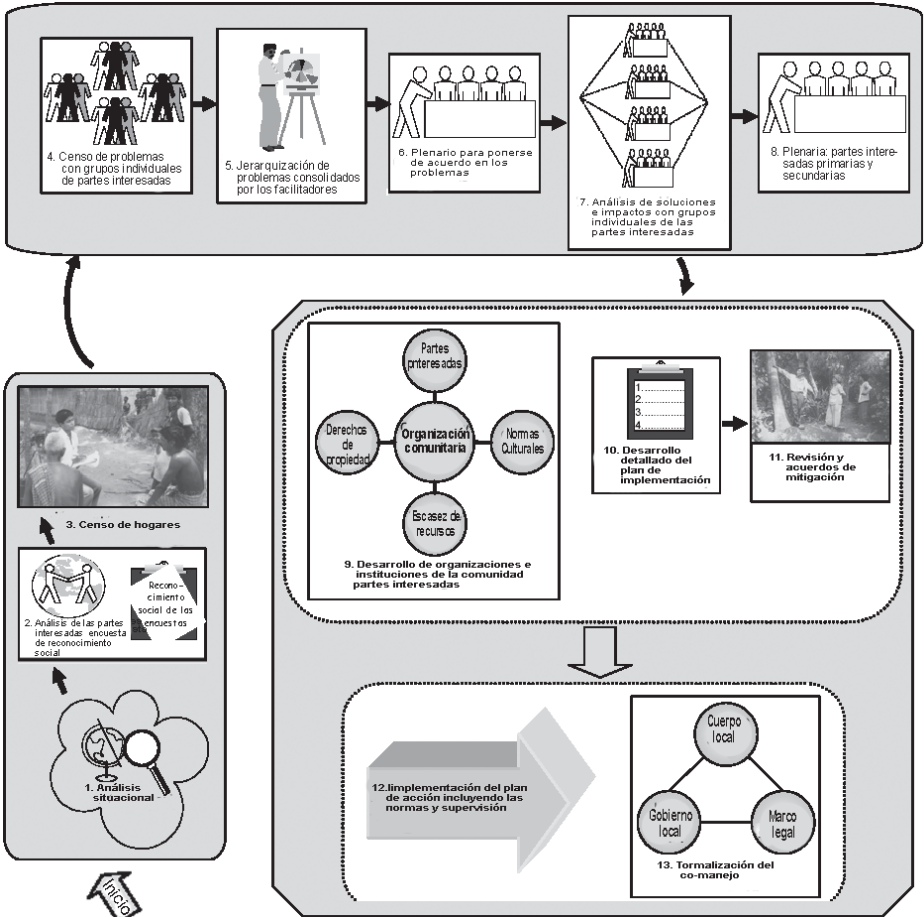 4. Censo de problemas
con grupos individuales
de partes interesadas
5. Jerarquización de
problemas consolidados
por los facilitadores
6. Plenario para ponerse
de acuerdo en los
problemas
7. Análisis de soluciones
e impactos con grupos
individuales de las
partes interesadas
8. Plenaria: partes intere-
sadas primarias y
secundarias
Partes
pnteresadas
Derechos
de
propiedad
Organización
comunitaria
Normas
Culturales
Escasez de
recursos
9. Desarrollo de organizaciones e
instituciones de la comunidad
partes interesadas
1
2
3
4
10. Desarrollo
detallado del
plan de
implementación
11. Revisión y
acuerdos de
mitigación
3. Censo de hogares
2. Análisis de las partes
interesadas encuesta
de reconocimiento
social
Recono-
cimiento
social de las
encuestas
1. Análisis
situacional
Inicio
12.Iimplementación del plan
de acción incluyendo las
normas y supervisión
Cuerpo
local
Gobierno
local
Marco
legal
13. Tormalización del
co-manejo